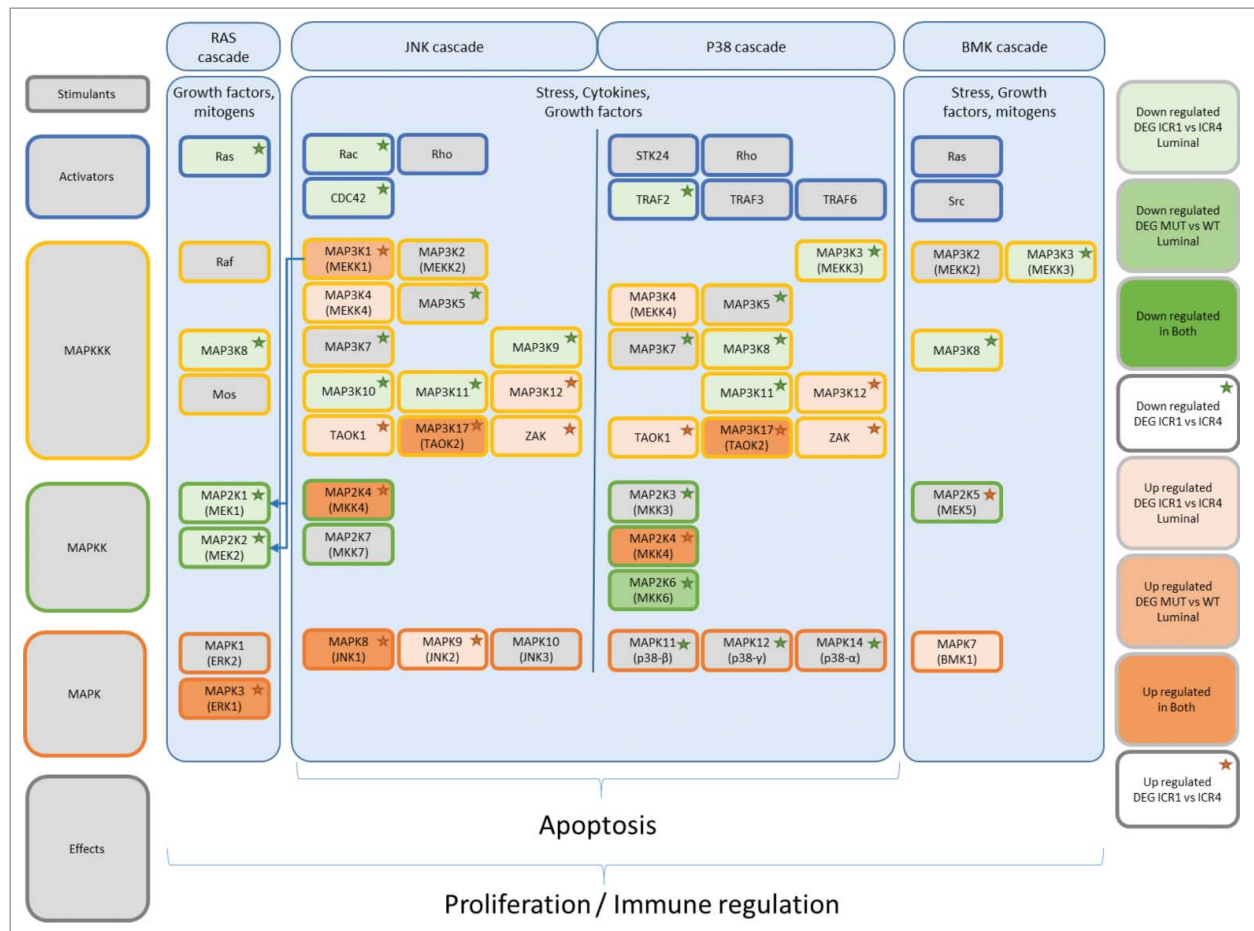 RAS
cascade
JNK cascade
P38 cascade
BMK cascade
Stimulants
Growth factors,
mitogens
Stress, Cytokines,
Growth factors
Stress, Growth
factors, mitogens
Activators
Ras
Rac
Rho
STK24
Rho
Ras
CDC42
TRAF2
TRAF3
TRAF6
Src
MAPKKK
Raf
MAP3K1
(MEKK1)
MAP3K2
(MEKK2)
MAP3K3
(MEKK3)
MAP3K2
(MEKK2)
MAP3K3
(MEKK3)
MAP3K4
(MEKK4)
MAP3K5
MAP3K4
(MEKK4)
MAP3K5
MAP3K8
MAP3K7
MAP3K9
MAP3K7
MAP3K8
MAP3K8
Mos
MAP3K10
MAP3K11
MAP3K12
MAP3K11
MAP3K12
TAOK1
MAP3K17
(TAOK2)
ZAK
TAOK1
MAP3K17
(TAOK2)
ZAK
MAPKK
MAP2K1
(MEK1)
MAP2K4
(MKK4)
MAP2K3
(MKK3)
MAP2K5
(MEK5)
MAP2K2
(MEK2)
MAP2K7
(MKK7)
MAP2K4
(MKK4)
MAP2K6
(MKK6)
MAPK
MAPK1
(ERK2)
MAPK8
(JNK1)
MAPK9
(JNK2)
MAPK10
(JNK3)
MAPK11
(p38-β)
MAPK12
(p38-γ)
MAPK14
(p38-α)
MAPK7
(BMK1)
MAPK3
(ERK1)
Effects
Apoptosis
Proliferation / Immune regulation
Down regulated
DEG ICR1 vs ICR4
Luminal
Down regulated
DEG MUT vs WT
Luminal
Down regulated
in Both
Down regulated
DEG ICR1 vs ICR4
Up regulated
DEG ICR1 vs ICR4
Luminal
Up regulated
DEG MUT vs WT
Luminal
Up regulated
in Both
Up regulated
DEG ICR1 vs ICR4